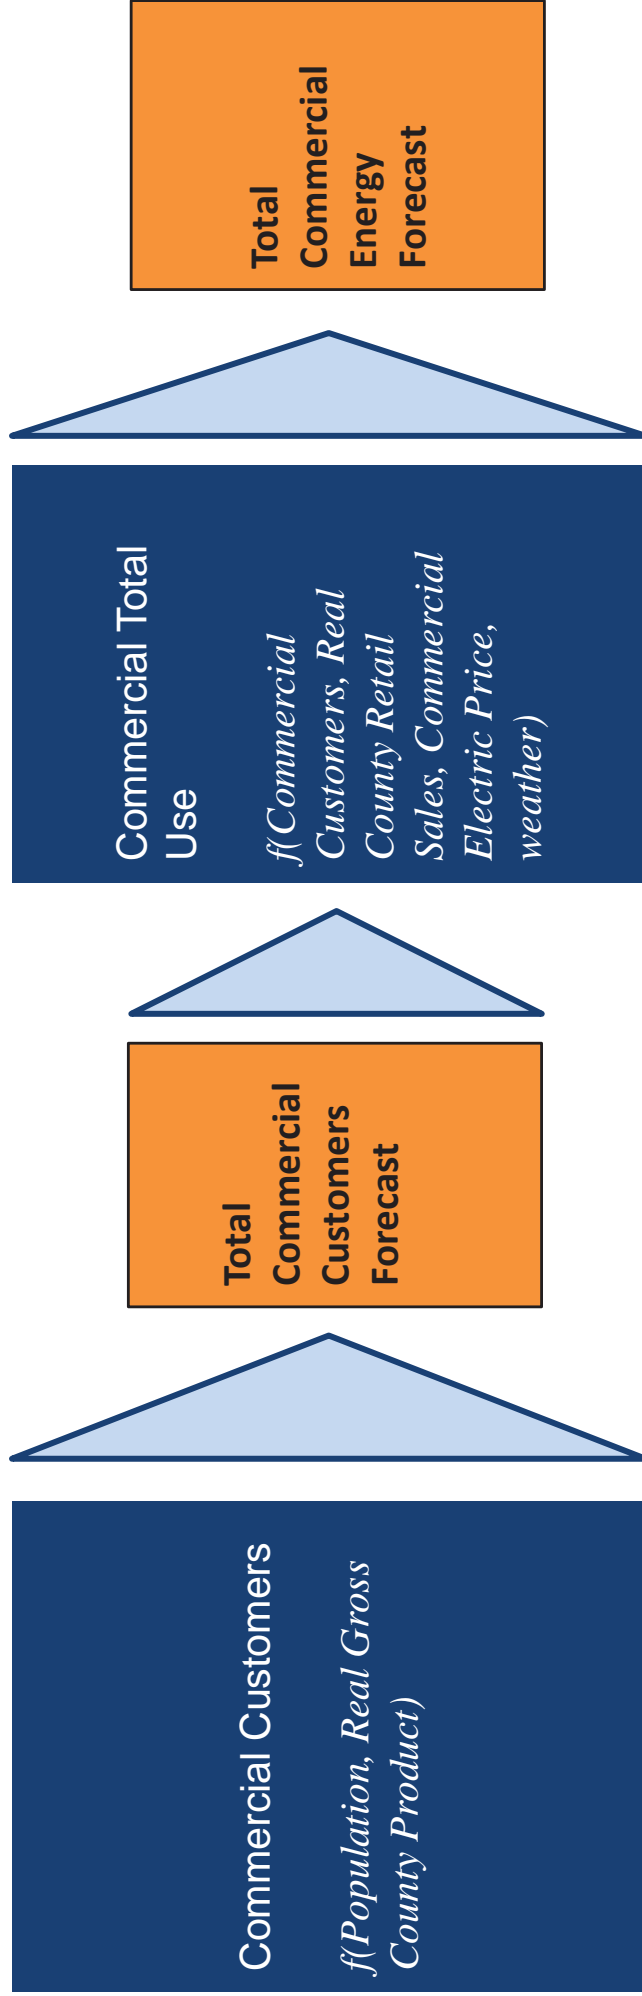 Commercial Customers
f(Population, Real Gross
County Product)
Total
Commercial
Customers
Forecast
Commercial Total
Use
f(Commercial
Customers, Real
County Retail
Sales, Commercial
Electric Price,
weather)
Total
Commercial
Energy
Forecast